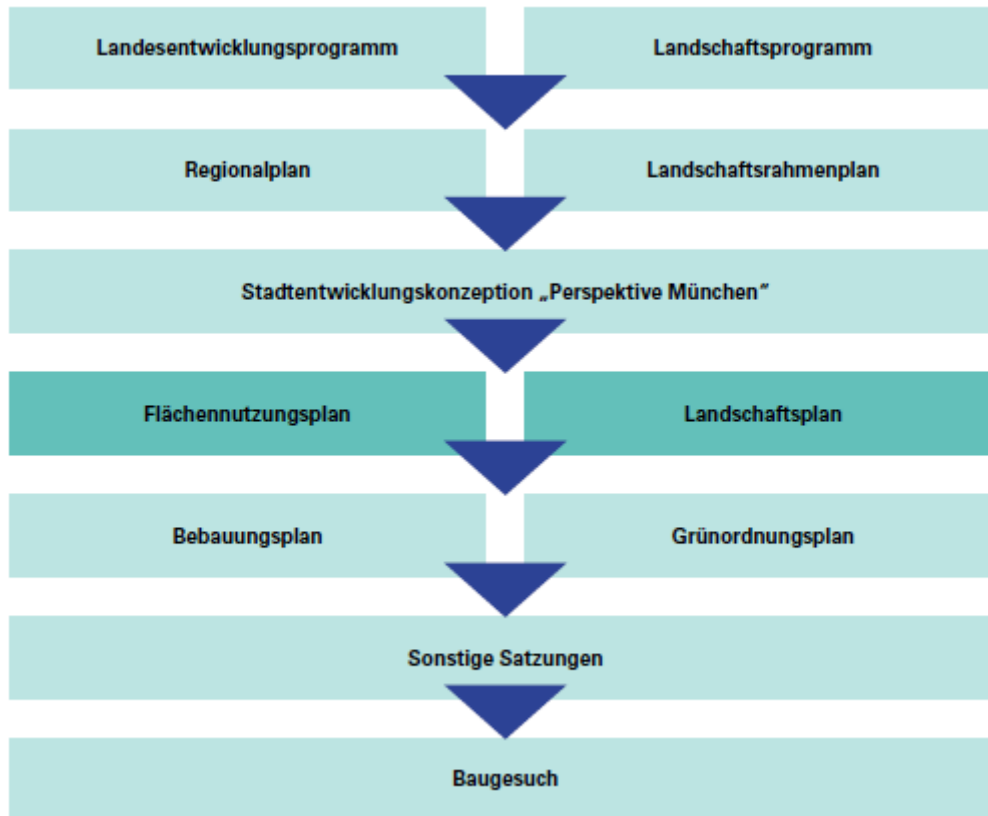 Landesentwicklungsprogramm
Landschaftsprogramm
Regionalplan
Landschaftsrahmenplan
Stadtentwicklungskonzeption „Perspektive München“
Flächennutzungsplan
Landschaftsplan
Bebauungsplan
Grünordnungsplan
Sonstige Satzungen
Baugesuch